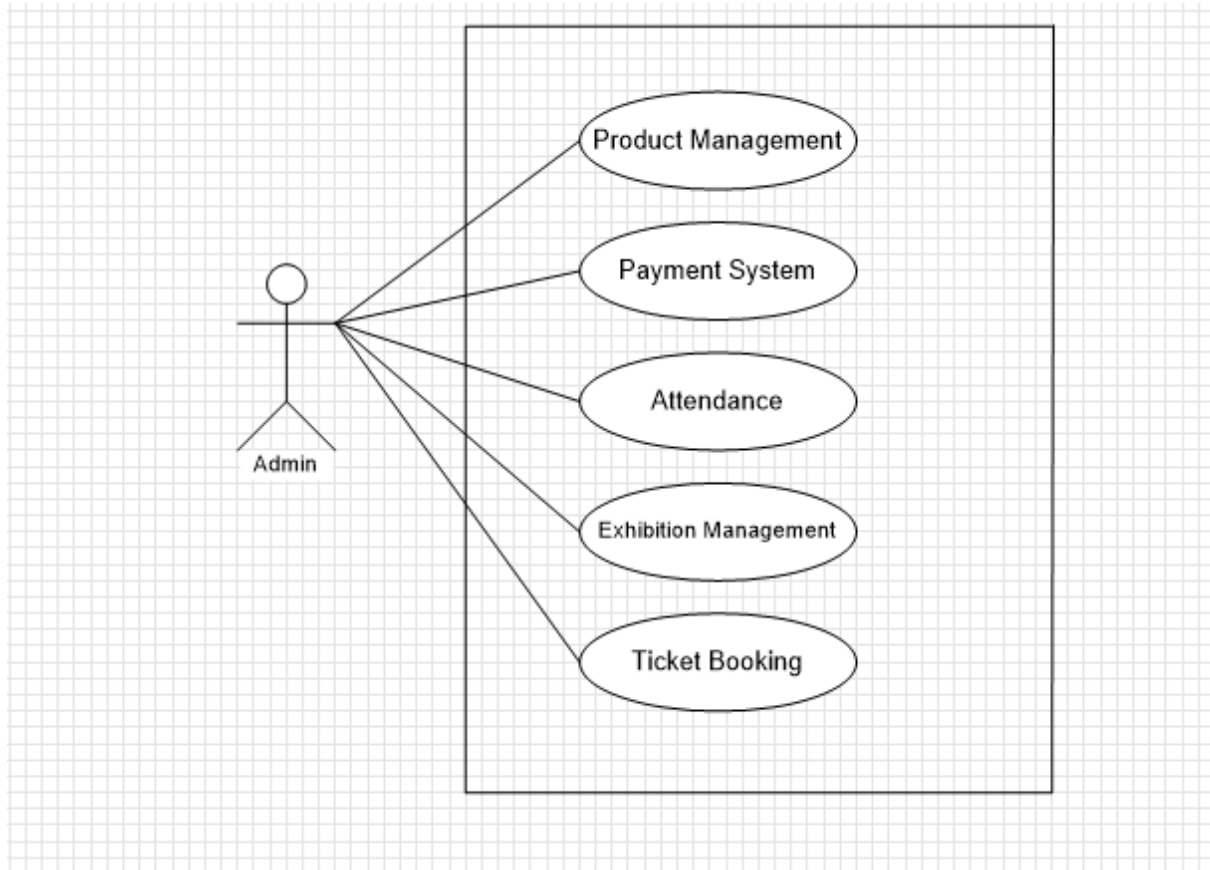 Product Management
Payment System
Attendance
Admin
Exhibition Management
Ticket Booking